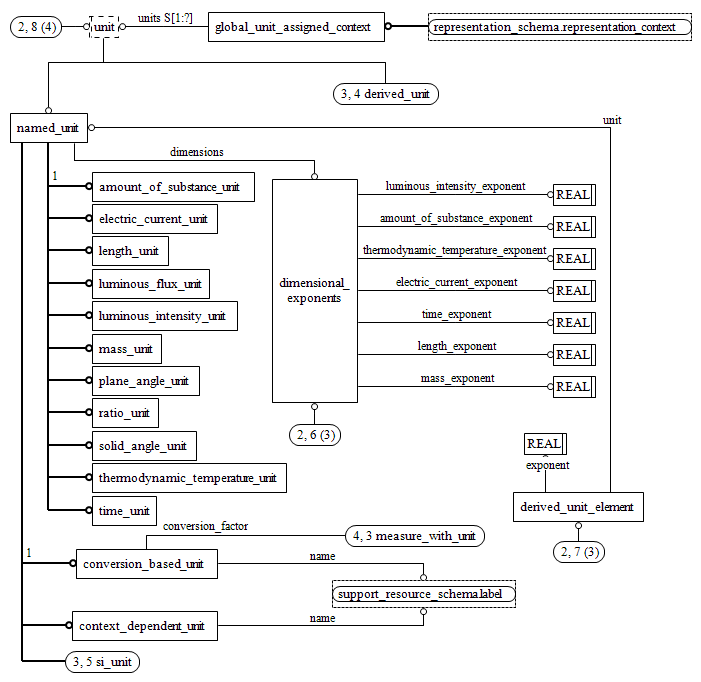 2, 8 (4)
unit
units S[1:?]
global_unit_assigned_context
representation_schema.representation_context
3, 4 derived_unit
named_unit
unit
dimensions
1
amount_of_substance_unit
electric_current_unit
length_unit
luminous_flux_unit
luminous_intensity_unit
mass_unit
plane_angle_unit
ratio_unit
solid_angle_unit
thermodynamic_temperature_unit
time_unit
dimensional_
exponents
luminous_intensity_exponent
REAL
amount_of_substance_exponent
REAL
thermodynamic_temperature_exponent
REAL
electric_current_exponent
REAL
time_exponent
REAL
length_exponent
REAL
mass_exponent
REAL
2, 6 (3)
REAL
exponent
derived_unit_element
2, 7 (3)
conversion_factor
4, 3 measure_with_unit
1
conversion_based_unit
name
support_resource_schema.label
context_dependent_unit
name
3, 5 si_unit